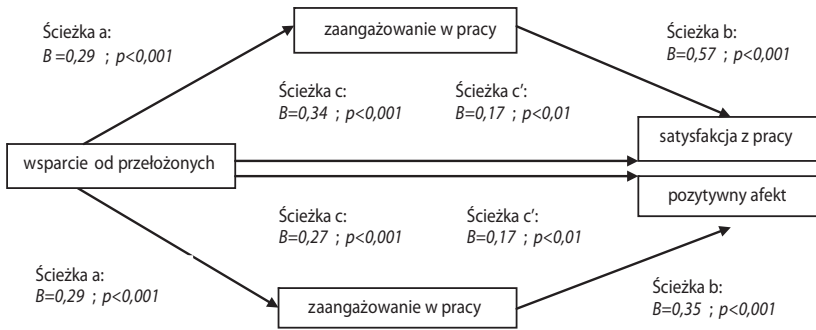 Ścieżka a:
B =0,29 ; p<0,001
zaangażowanie w pracy
Ścieżka b:
B=0,57 ; p<0,001
Ścieżka c:
B=0,34 ; p<0,001
Ścieżka c’:
B=0,17 ; p<0,01
wsparcie od przełożonych
satysfakcja z pracy
pozytywny afekt
Ścieżka c:
B=0,27 ; p<0,001
Ścieżka c’:
B=0,17 ; p<0,01
Ścieżka a:
B=0,29 ; p<0,001
zaangażowanie w pracy
Ścieżka b:
B=0,35 ; p<0,001